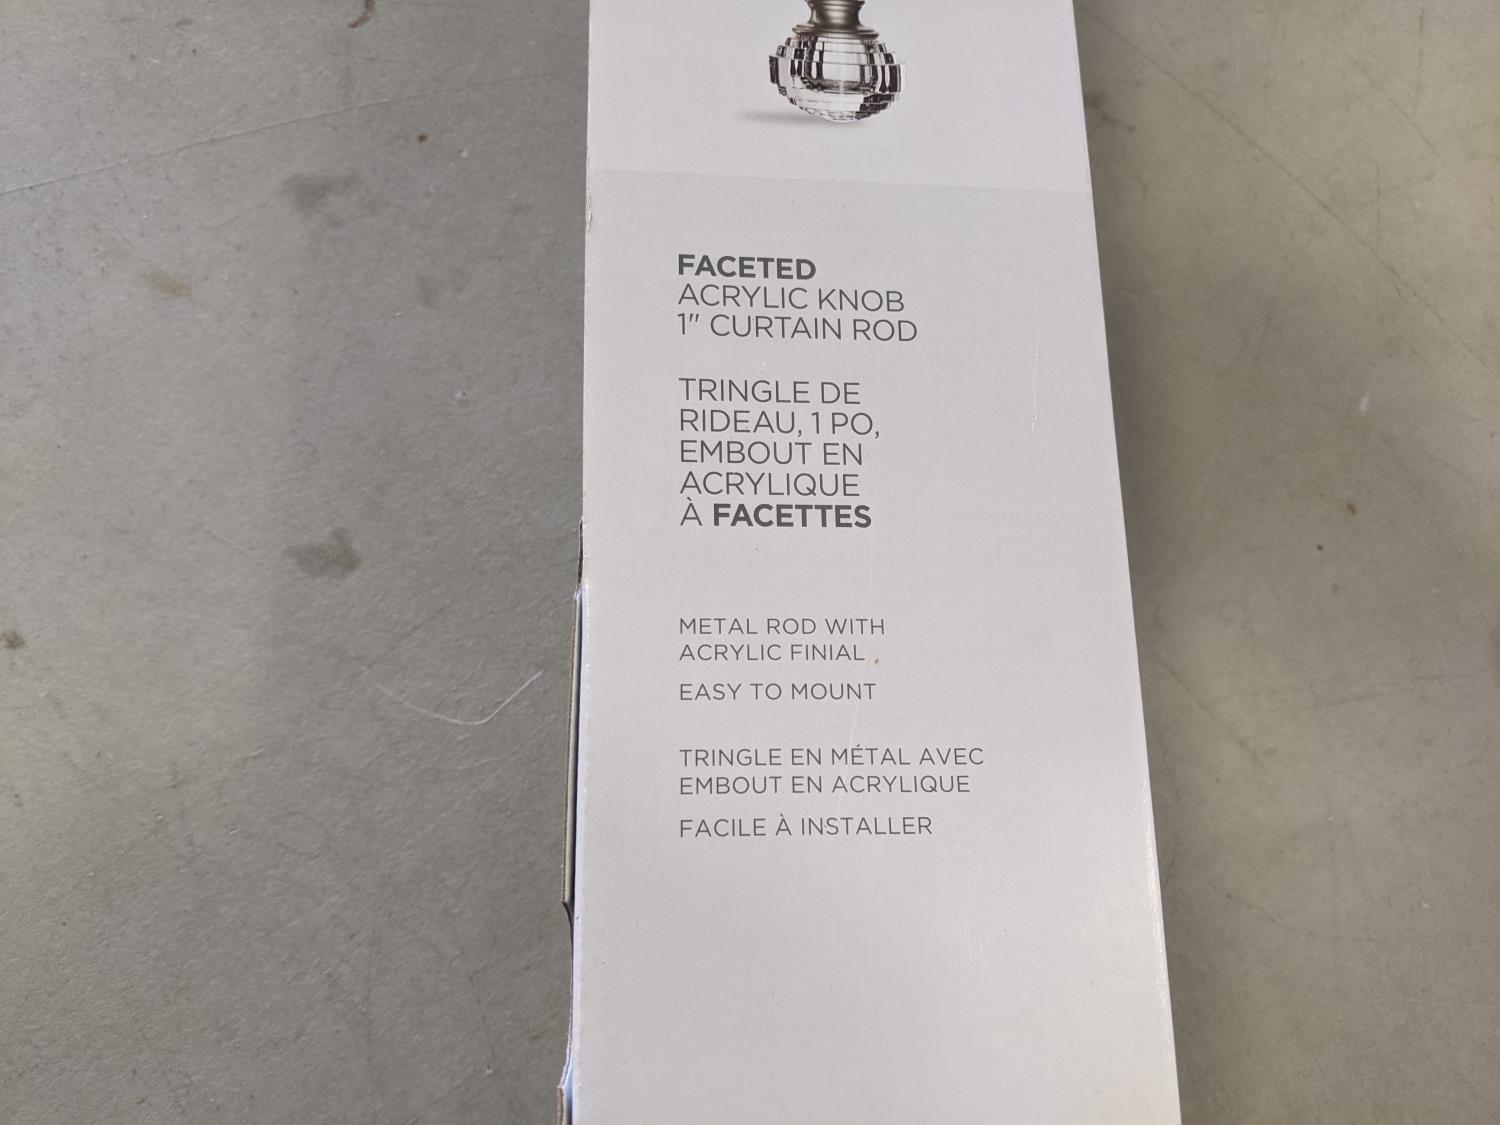 FACETED
ACRYLIC KNOB
1" CURTAIN ROD
TRINGLE DE
RIDEAU, 1 PO,
EMBOUT EN
ACRYLIQUE
À FACETTES
METAL ROD WITH
ACRYLIC FINIAL
EASY TO MOUNT
TRINGLE EN MÉTAL AVEC
EMBOUT EN ACRYLIQUE
FACILE À INSTALLER